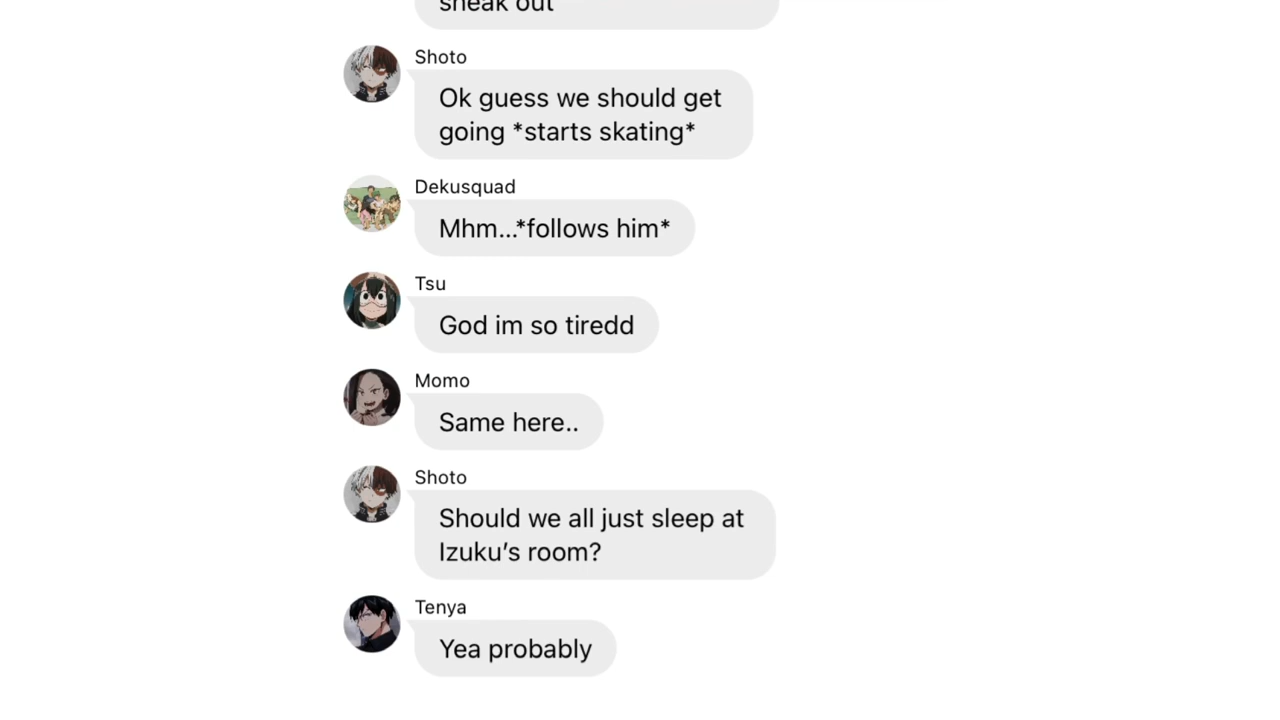 sneak out
Shoto
Ok guess we should get
going *starts skating*
Dekusquad
Mhm...*follows him*
Tsu
God im so tiredd
Momo
Same here..
Shoto
Should we all just sleep at
Izuku's room?
Tenya
Yea probably